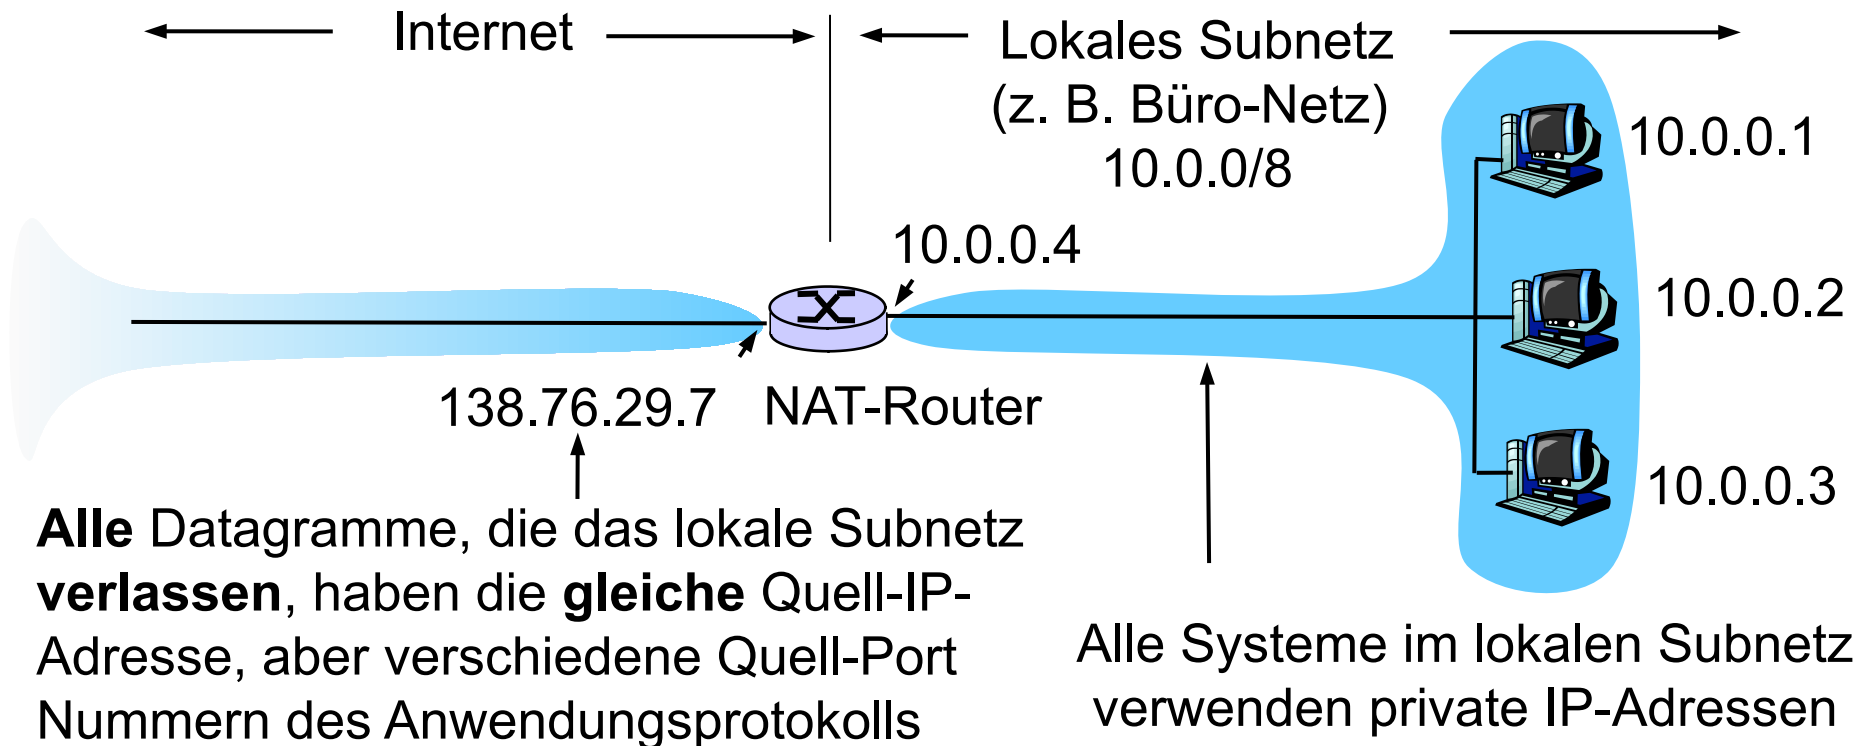 Internet
Lokales Subnetz
(z. B. Büro-Netz)
10.0.0/8
10.0.0.1
10.0.0.4
10.0.0.2
138.76.29.7
NAT-Router
10.0.0.3
Alle Datagramme, die das lokale Subnetz
verlassen, haben die gleiche Quell-IP-
Adresse, aber verschiedene Quell-Port
Nummern des Anwendungsprotokolls
Alle Systeme im lokalen Subnetz
verwenden private IP-Adressen